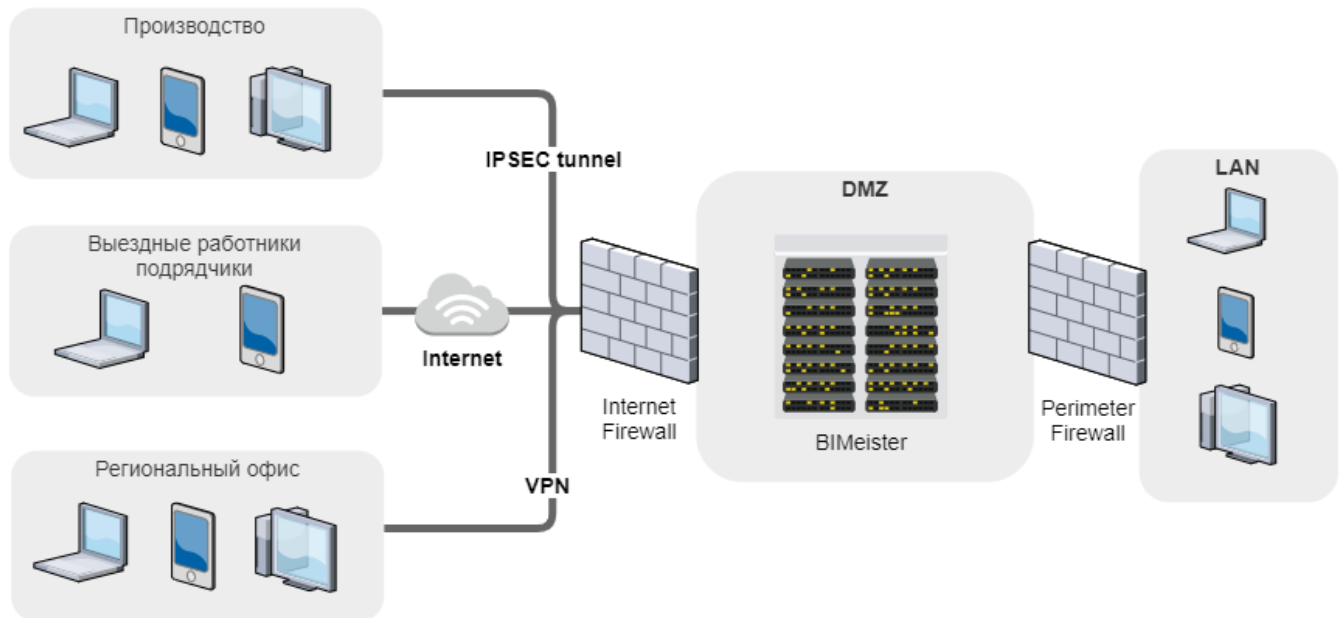 Производство
IPSEC tunnel
Выездные работники
подрядчики
Internet
Региональный офис
VPN
Internet
Firewall
DMZ
BIMeister
Perimeter
Firewall
LAN